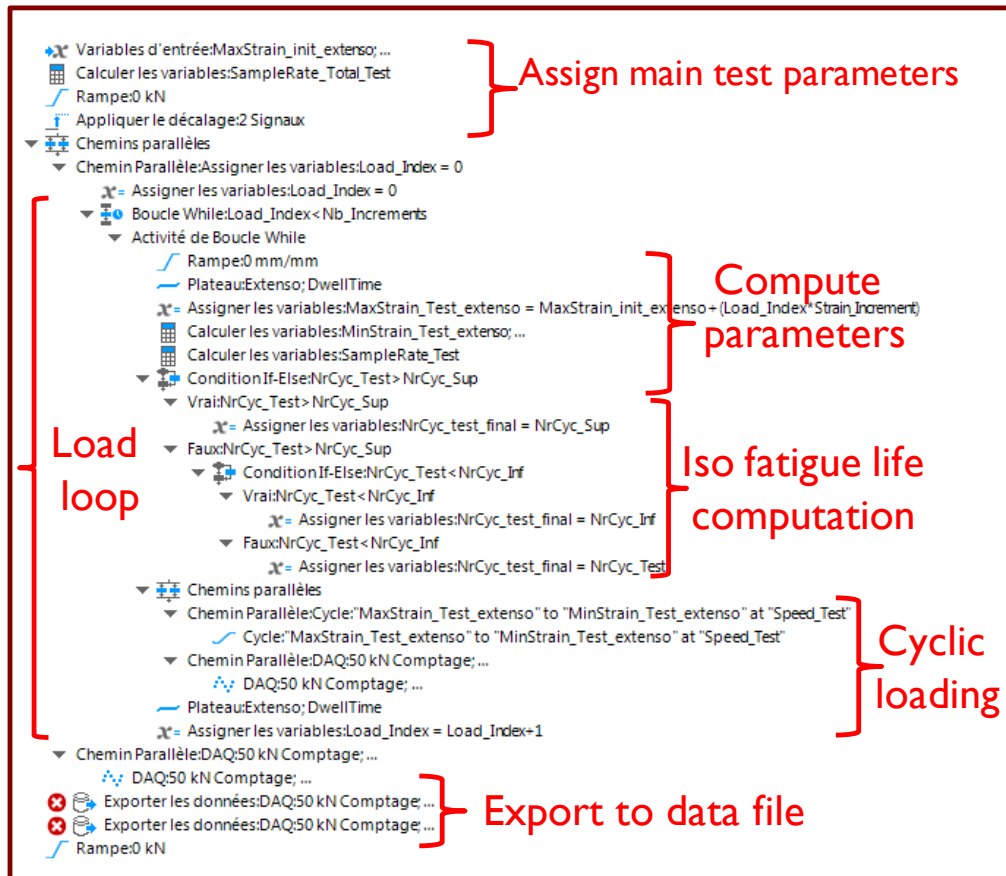 Variables d'entrée:MaxStrain_init_extenso; ...
Calculer les variables:SampleRate_Total_Test
Rampe:0 kN
Appliquer le décalage:2 Signaux
Assign main test parameters
Chemins parallèles
Chemin Parallèle:Assigner les variables:Load_Index = 0
x= Assigner les variables:Load_Index = 0
Boucle While:Load_Index< Nb_Increments
Activité de Boucle While
Rampe:0 mm/mm
Plateau:Extenso; DwellTime
x= Assigner les variables:MaxStrain_Test_extenso = MaxStrain_init_extenso+(Load_Index*Strain_Increment)
Calculer les variables:MinStrain_Test_extenso; ...
Calculer les variables:SampleRate_Test
Condition If-Else:NrCyc_Test> NrCyc_Sup
Compute
parameters
Vrai:NrCyc_Test> NrCyc_Sup
x= Assigner les variables:NrCyc_test_final = NrCyc_Sup
Faux:NrCyc_Test> NrCyc_Sup
Condition If-Else:NrCyc_Test< NrCyc_Inf
Vrai:NrCyc_Test< NrCyc_Inf
x= Assigner les variables:NrCyc_test_final = NrCyc_Inf
Faux:NrCyc_Test< NrCyc_Inf
x= Assigner les variables:NrCyc_test_final = NrCyc_Test
Iso fatigue life
computation
Load
loop
Chemins parallèles
Chemin Parallèle:Cycle:"MaxStrain_Test_extenso" to "MinStrain_Test_extenso" at "Speed_Test"
Cycle:"MaxStrain_Test_extenso" to "MinStrain_Test_extenso" at "Speed_Test"
Chemin Parallèle:DAQ:50 kN Comptage; ...
DAQ:50 kN Comptage; ...
Plateau:Extenso; DwellTime
x= Assigner les variables:Load_Index = Load_Index+1
Cyclic
loading
Chemin Parallèle:DAQ:50 kN Comptage; ...
DAQ:50 kN Comptage; ...
Exporter les données:DAQ:50 kN Comptage; ...
Exporter les données:DAQ:50 kN Comptage; ...
Export to data file
Rampe:0 kN